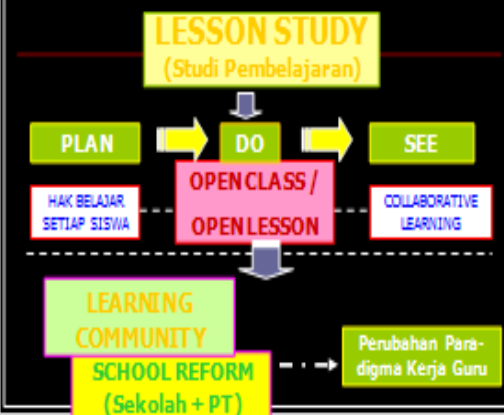 LESSON STUDY
(Studi Pembelajaran)
PLAN
DO
SEE
HAK BELAJAR
SETIAP SISWA
OPEN CLASS /
OPEN LESSON
COLLABORATIVE
LEARNING
LEARNING
COMMUNITY
SCHOOL REFORM
(Sekolah + PT)
Perubahan Para-
digma Kerja Guru